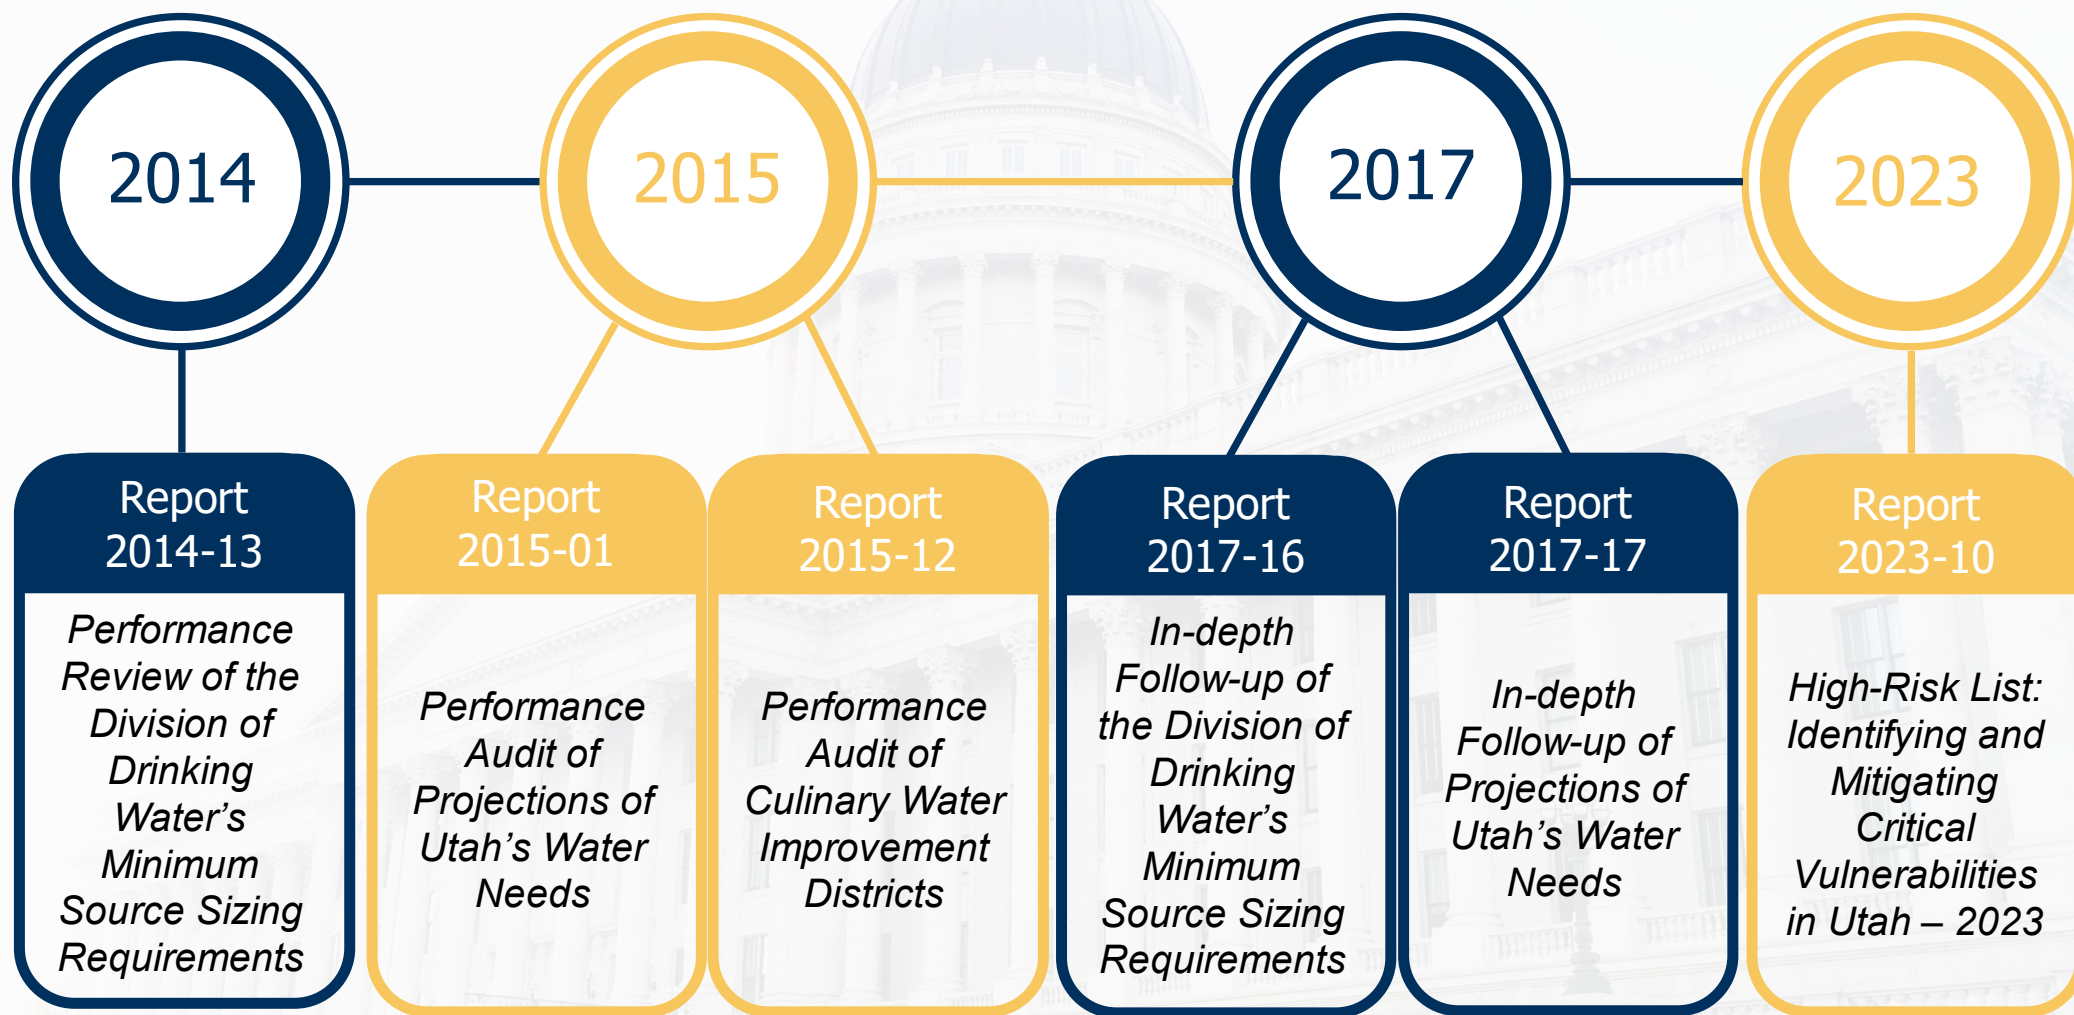 2014
2015
2017
2023
Report
2014-13
Performance
Review of the
Division of
Drinking
Water’s
Minimum
Source Sizing
Requirements
Report
2015-01
Performance
Audit of
Projections of
Utah’s Water
Needs
Report
2015-12
Performance
Audit of
Culinary Water
Improvement
Districts
Report
2017-16
In-depth
Follow-up of
the Division of
Drinking
Water’s
Minimum
Source Sizing
Requirements
Report
2017-17
In-depth
Follow-up of
Projections of
Utah’s Water
Needs
Report
2023-10
High-Risk List:
Identifying and
Mitigating
Critical
Vulnerabilities
in Utah – 2023